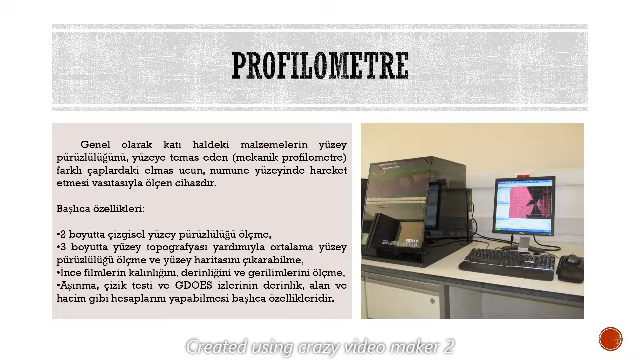 PROFILOMETRE
Genel olarak katı haldeki malzemelerin yüzey
pürüzlülüğünü, yüzeye temas eden (mekanik profilometre)
farklı çaplardaki elmas ucun, numune yüzeyinde hareket
etmesi vasıtasıyla ölçen cihazdır.
Başlıca özellikleri:
•2 boyutta çizgisel yüzey pürüzlülüğü ölçme,
•3 boyutta yüzey topografyası yardımıyla ortalama yüzey
pürüzlülüğü ölçme ve yüzey haritasını çıkarabilme,
•İnce filmlerin kalınlığını, derinliğini ve gerilimlerini ölçme,
•Aşınma, çizik testi ve GDOES izlerinin derinlik, alan ve
hacim gibi hesaplarını yapabilmesi başlıca özellikleridir.
Created using crazy video maker 2